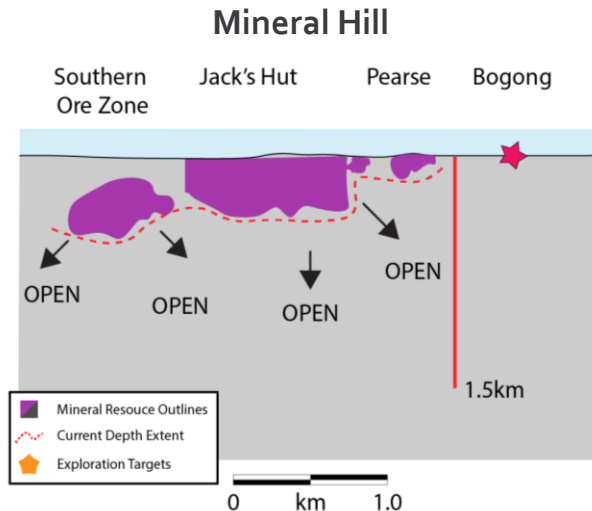 Mineral Hill
Southern
Ore Zone
Jack's Hut
Pearse
Bogong
OPEN
OPEN
OPEN
OPEN
1.5km
Mineral Resouce Outlines
Current Depth Extent
Exploration Targets
0 km 1.0